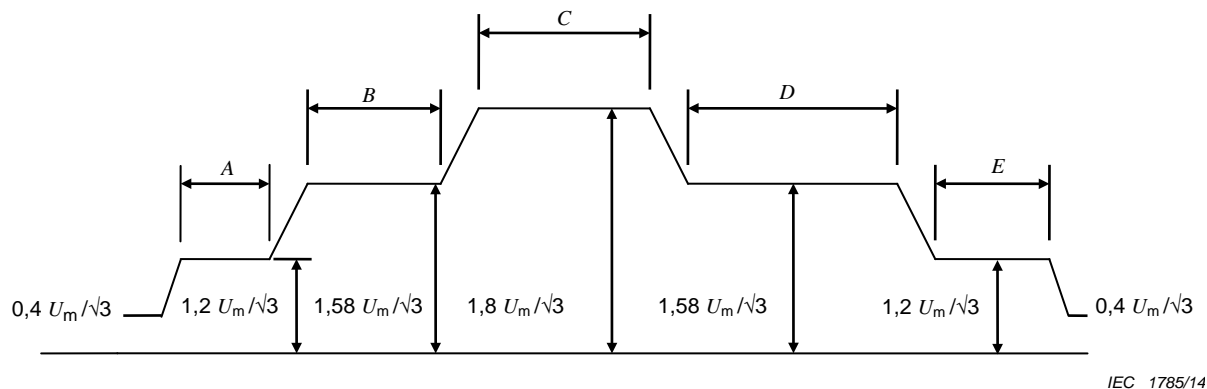 C
B
D
A
E
0,4 Um/√3
1,2 Um/√3
1,58 Um/√3
1,8 Um/√3
1,58 Um/√3
1,2 Um/√3
0,4 Um/√3
IEC 1785/14